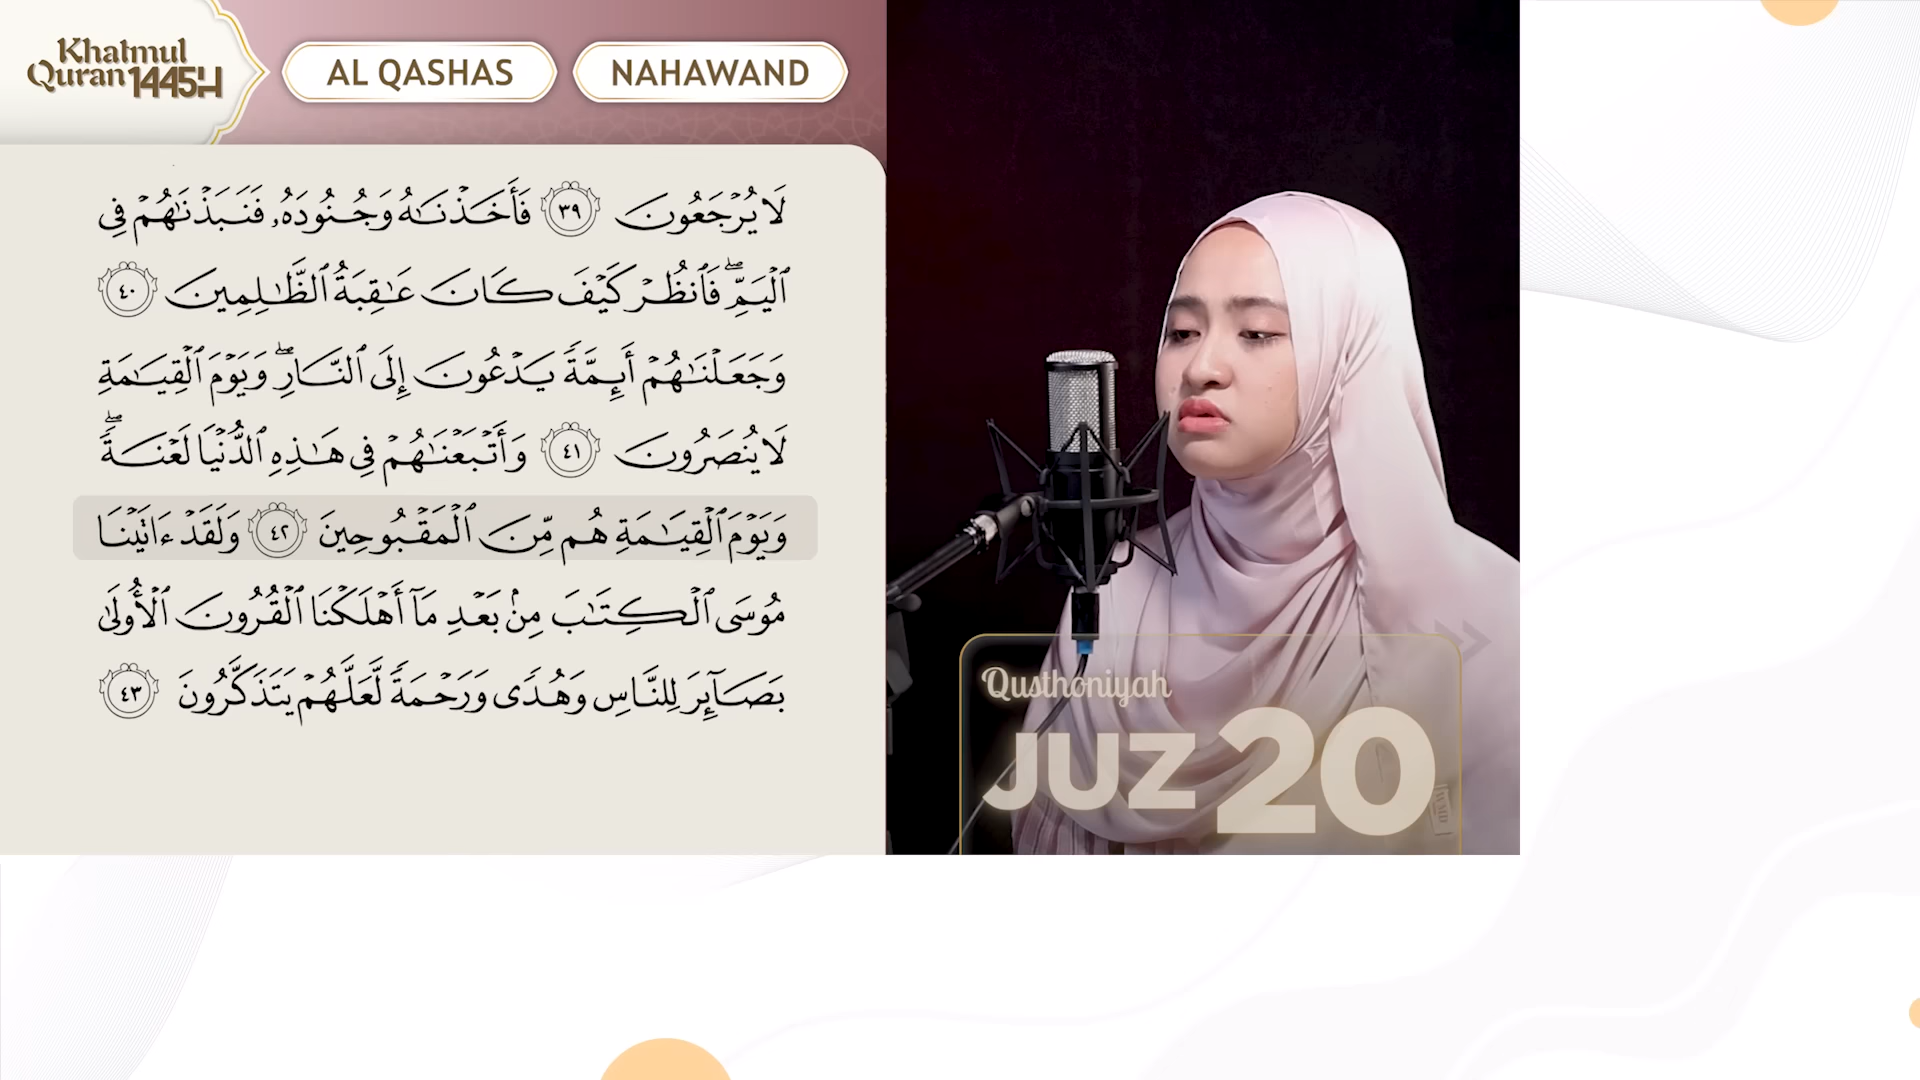 Khatmul
Quran 1445H
AL QASHAS
NAHAWAND
لَا يُرْجَعُونَ ٣٩ فَأَخَذْنَٰهُ وَجُنُودَهُۥ فَنَبَذْنَٰهُمْ فِى
ٱلْيَمِّ ۖ فَٱنظُرْ كَيْفَ كَانَ عَٰقِبَةُ ٱلظَّٰلِمِينَ ٤٠
وَجَعَلْنَٰهُمْ أَئِمَّةً يَدْعُونَ إِلَى ٱلنَّارِ ۖ وَيَوْمَ ٱلْقِيَٰمَةِ
لَا يُنصَرُونَ ٤١ وَأَتْبَعْنَٰهُمْ فِى هَٰذِهِ ٱلدُّنْيَا لَعْنَةً ۖ
وَيَوْمَ ٱلْقِيَٰمَةِ هُم مِّنَ ٱلْمَقْبُوحِينَ ٤٢ وَلَقَدْ ءَاتَيْنَا
مُوسَى ٱلْكِتَٰبَ مِنۢ بَعْدِ مَآ أَهْلَكْنَا ٱلْقُرُونَ ٱلْأُولَىٰ
بَصَآئِرَ لِلنَّاسِ وَهُدًى وَرَحْمَةً لَّعَلَّهُمْ يَتَذَكَّرُونَ ٤٣
Qusthoniyah
JUZ 20